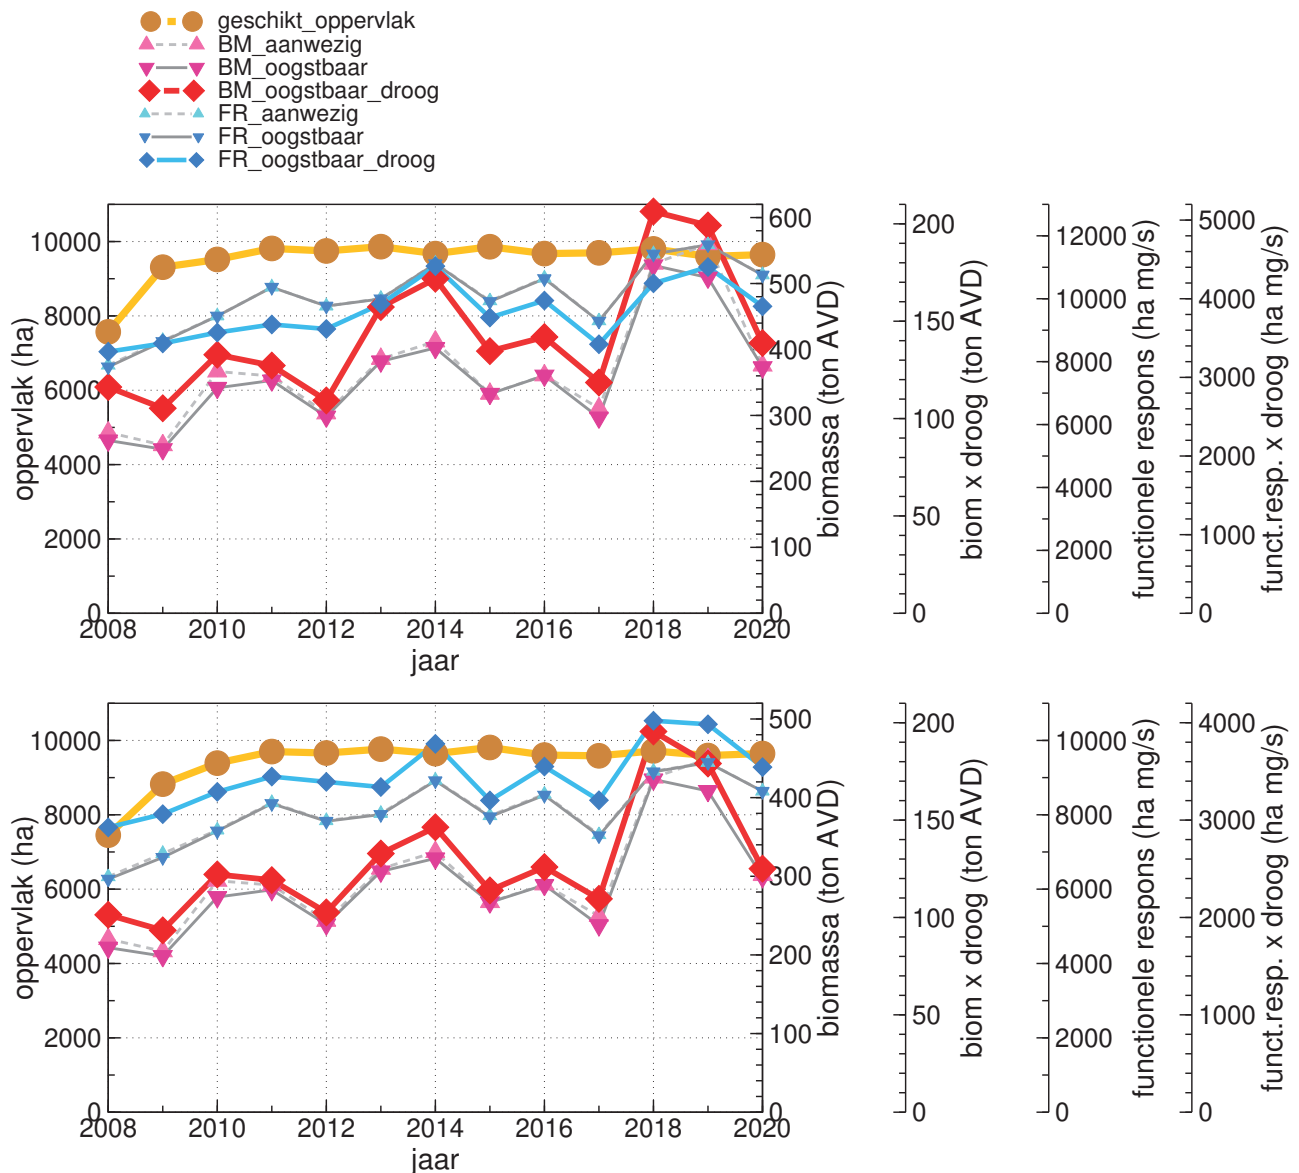 geschikt_oppervlak
BM_aanwezig
BM_oogstbaar
BM_oogstbaar_droog
FR_aanwezig
FR_oogstbaar
FR_oogstbaar_droog
oppervlak (ha)
10000
8000
6000
4000
2000
0
2008 2010 2012 2014 2016 2018 2020
jaar
biomassa (ton AVD)
600
500
400
300
200
100
0
biom x droog (ton AVD)
200
150
100
50
0
functionele respons (ha mg/s)
12000
10000
8000
6000
4000
2000
0
funct.resp. x droog (ha mg/s)
5000
4000
3000
2000
1000
0
oppervlak (ha)
10000
8000
6000
4000
2000
0
2008 2010 2012 2014 2016 2018 2020
jaar
biomassa (ton AVD)
500
400
300
200
100
0
biom x droog (ton AVD)
200
150
100
50
0
functionele respons (ha mg/s)
10000
8000
6000
4000
2000
0
funct.resp. x droog (ha mg/s)
4000
3000
2000
1000
0